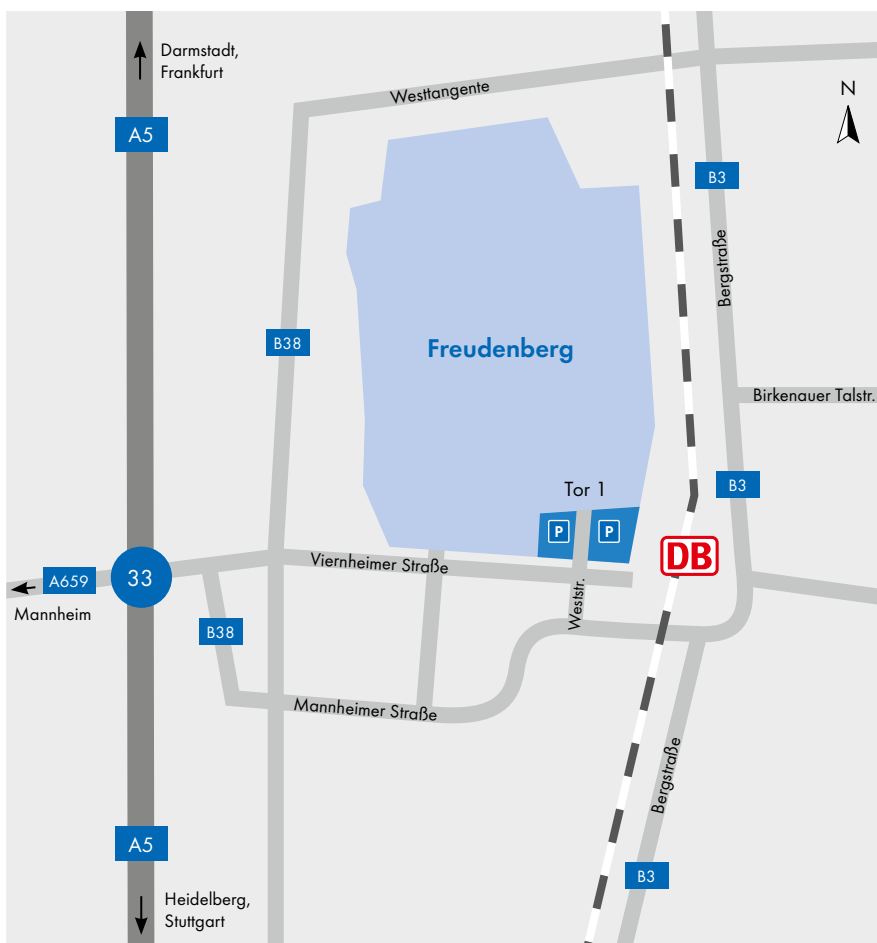 Darmstadt,
Frankfurt
Westtangente
N
A5
B3
Bergstraße
B38
Freudenberg
Birkenauer Talstr.
B3
Tor 1
P
P
DB
Viernheimer Straße
33
A659
Mannheim
Weststr.
B38
Mannheimer Straße
Bergstraße
A5
B3
Heidelberg,
Stuttgart